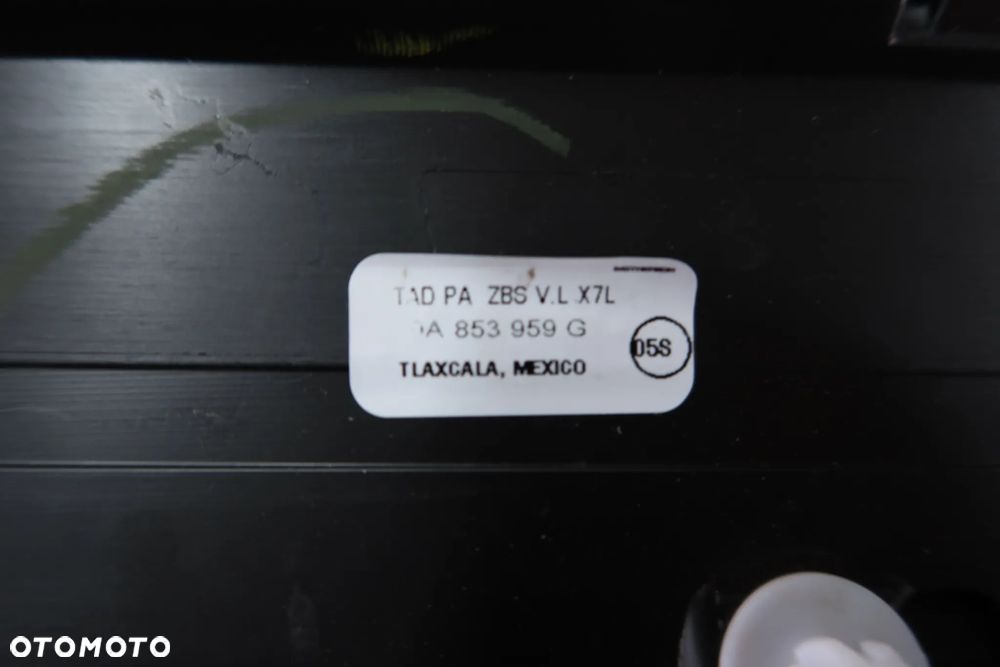 TAD PA ZBS V.L X7L
A 853 959 G
05S
TLAXCALA, MEXICO
OTOMOTO